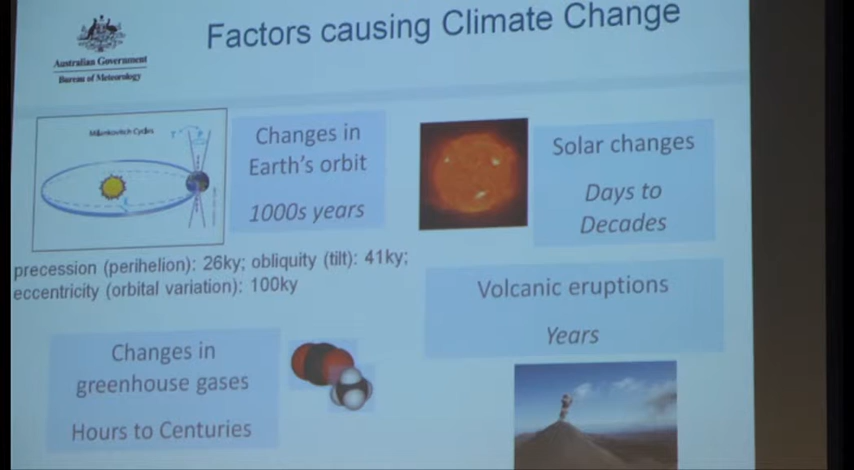 Factors causing Climate Change
Australian Government
Bureau of Meteorology
Milankovitch Cycles
Changes in
Earth's orbit
1000s years
Solar changes
Days to
Decades
precession (perihelion): 26ky; obliquity (tilt): 41ky;
eccentricity (orbital variation): 100ky
Volcanic eruptions
Years
Changes in
greenhouse gases
Hours to Centuries